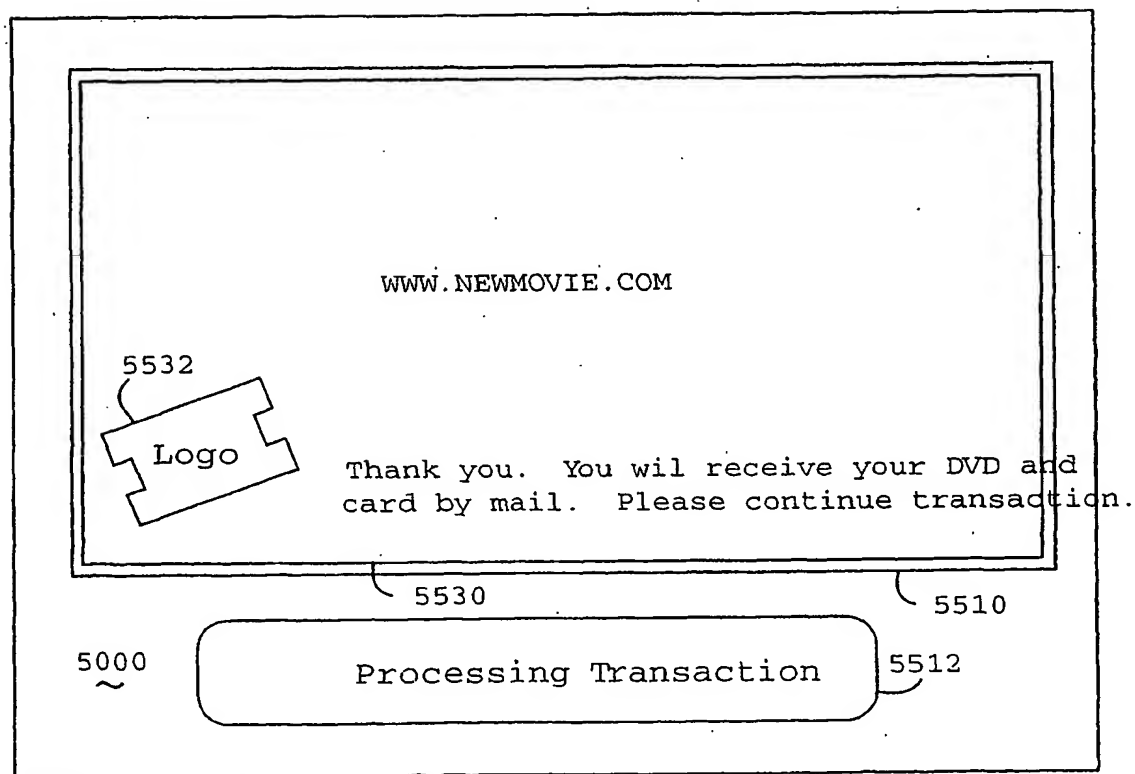 WWW.NEWMOVIE.COM
5532
Logo
Thank you. You wil receive your DVD and
card by mail. Please continue transaction.
5530
5510
5000
Processing Transaction
5512